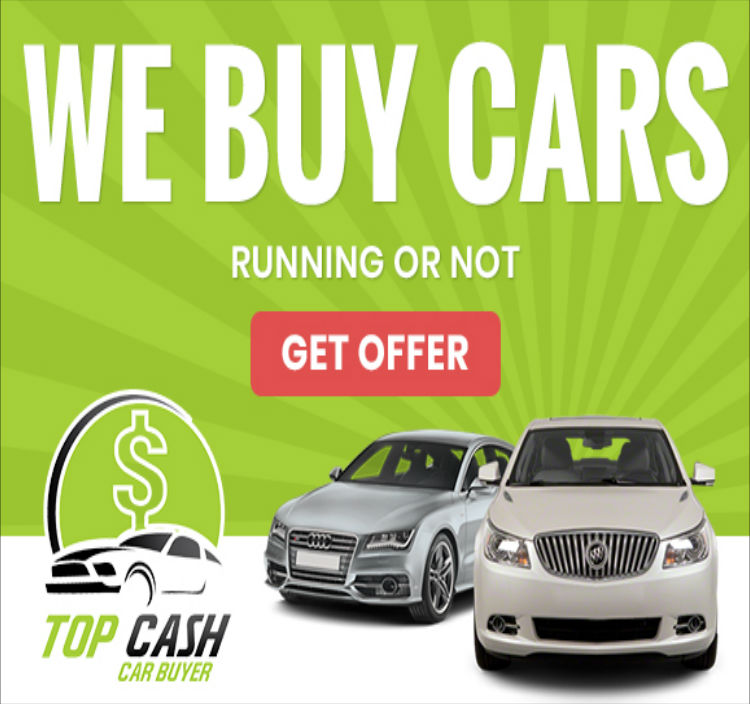 WE BUY CARS
RUNNING OR NOT
GET OFFER
$
TOP CASH
CAR BUYER